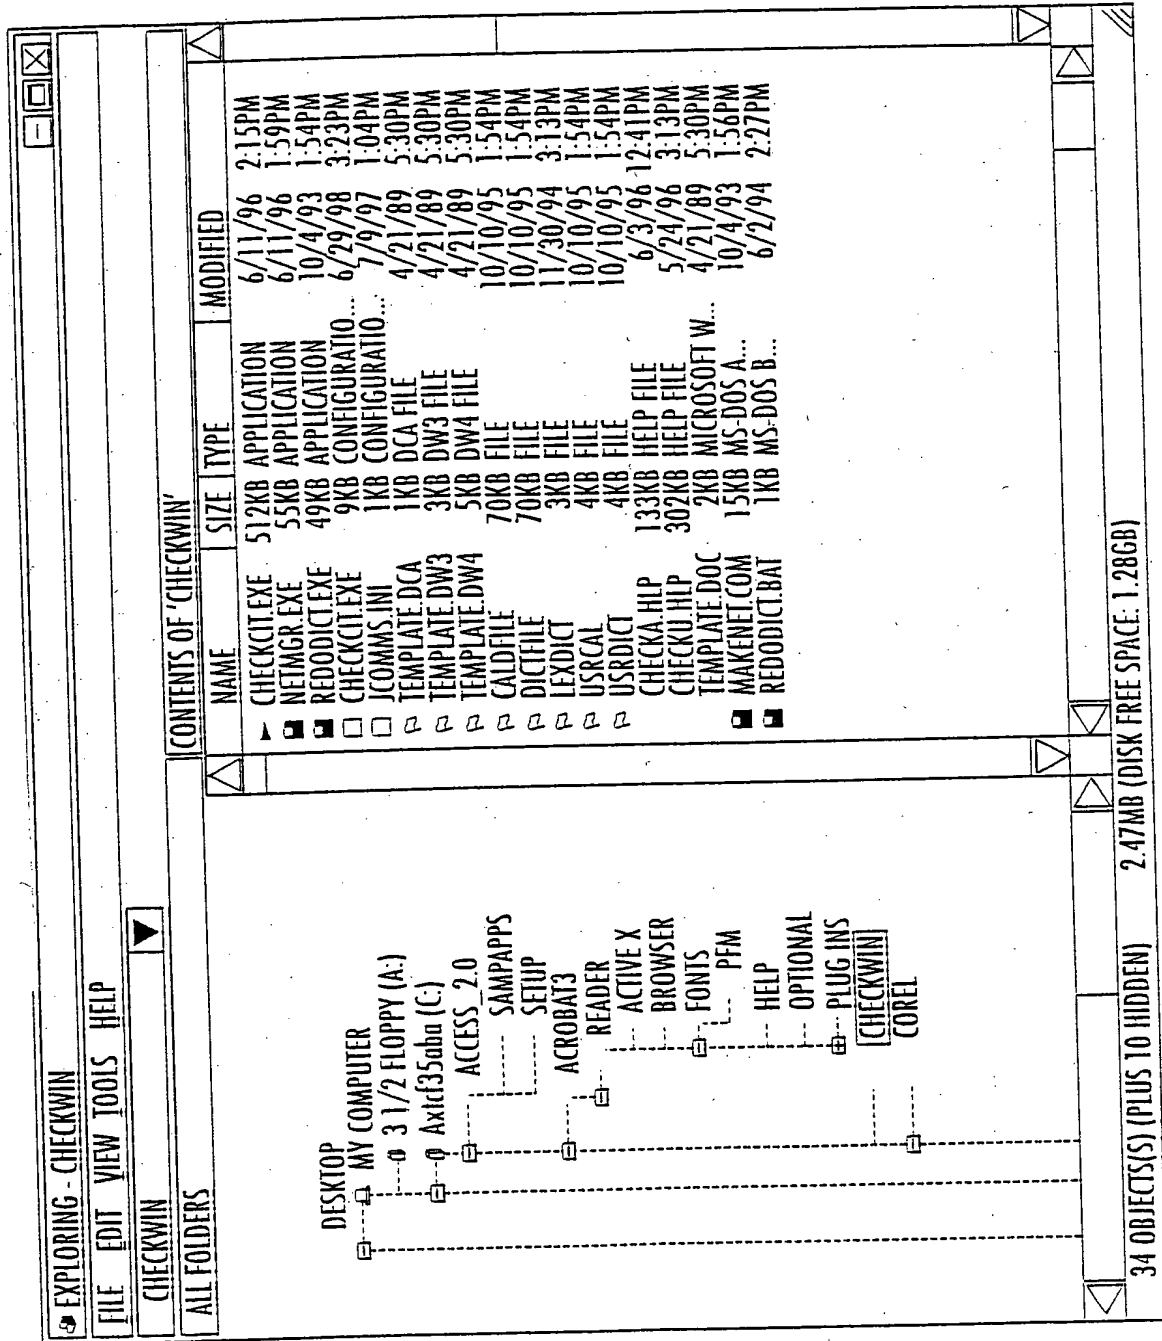 EXPLORING - CHECKWIN
FILE EDIT VIEW TOOLS HELP
CHECKWIN
ALL FOLDERS
DESKTOP
MY COMPUTER
3 1/2 FLOPPY (A:)
Axtcf35aba (C:)
ACCESS_2.0
SAMPAPPS
SETUP
ACROBAT3
READER
ACTIVE X
BROWSER
FONTS
PFM
HELP
OPTIONAL
PLUG INS
CHECKWIN
COREL
CONTENTS OF 'CHECKWIN'
NAME SIZE TYPE MODIFIED
CHECKCIT.EXE 512KB APPLICATION 6/11/96 2:15PM
NETMGR.EXE 55KB APPLICATION 6/11/96 1:59PM
REDODICT.EXE 49KB APPLICATION 10/4/93 1:54PM
CHECKCIT.EXE 9KB CONFIGURATIO... 6/29/98 3:23PM
JCOMMS.INI 1KB CONFIGURATIO... 7/9/97 1:04PM
TEMPLATE.DCA 1KB DCA FILE 4/21/89 5:30PM
TEMPLATE.DW3 3KB DW3 FILE 4/21/89 5:30PM
TEMPLATE.DW4 5KB DW4 FILE 4/21/89 5:30PM
CALDFILE 70KB FILE 10/10/95 1:54PM
DICTFILE 70KB FILE 10/10/95 1:54PM
LEXDICT 3KB FILE 11/30/94 3:13PM
USRCAL 4KB FILE 10/10/95 1:54PM
USRDICT 4KB FILE 10/10/95 1:54PM
CHECKA.HLP 133KB HELP FILE 6/3/96 12:41PM
CHECKU.HLP 302KB HELP FILE 5/24/96 3:13PM
TEMPLATE.DOC 2KB MICROSOFT W... 4/21/89 5:30PM
MAKENET.COM 15KB MS-DOS A... 10/4/93 1:56PM
REDODICT.BAT 1KB MS-DOS B... 6/2/94 2:27PM
34 OBJECTS(S) (PLUS 10 HIDDEN) 2.47MB (DISK FREE SPACE: 1.28GB)